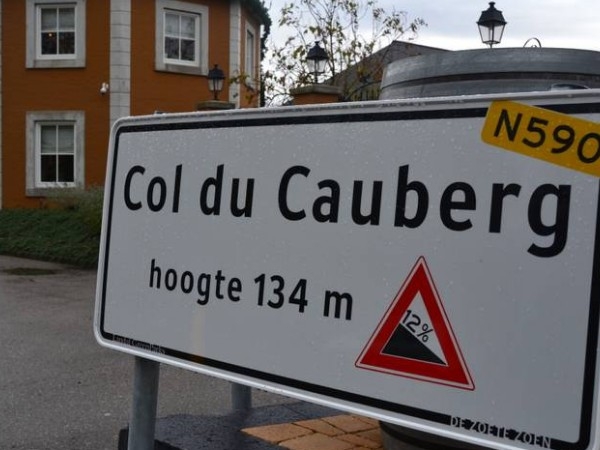 N590
Col du Cauberg
hoogte 134 m
12%
DE ZOETE ZOEN